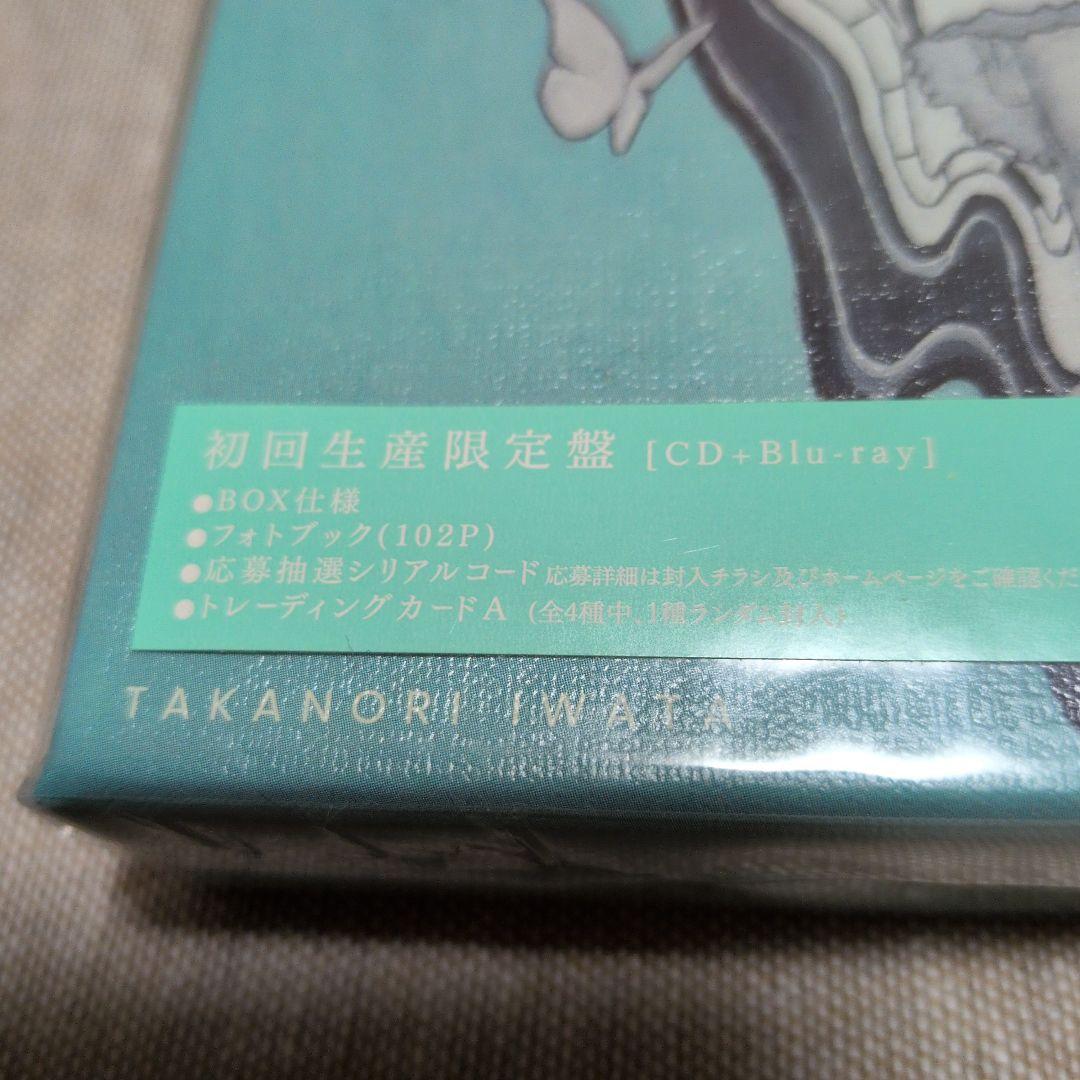 初回生産限定盤 [CD+Blu-ray]
●BOX仕様
●フォトブック(102P)
●応募抽選シリアルコード 応募詳細は封入チラシ及びホームページをご確認くだ
●トレーディングカードA (全4種中、1種ランダム封入)
TAKANORI IWATA